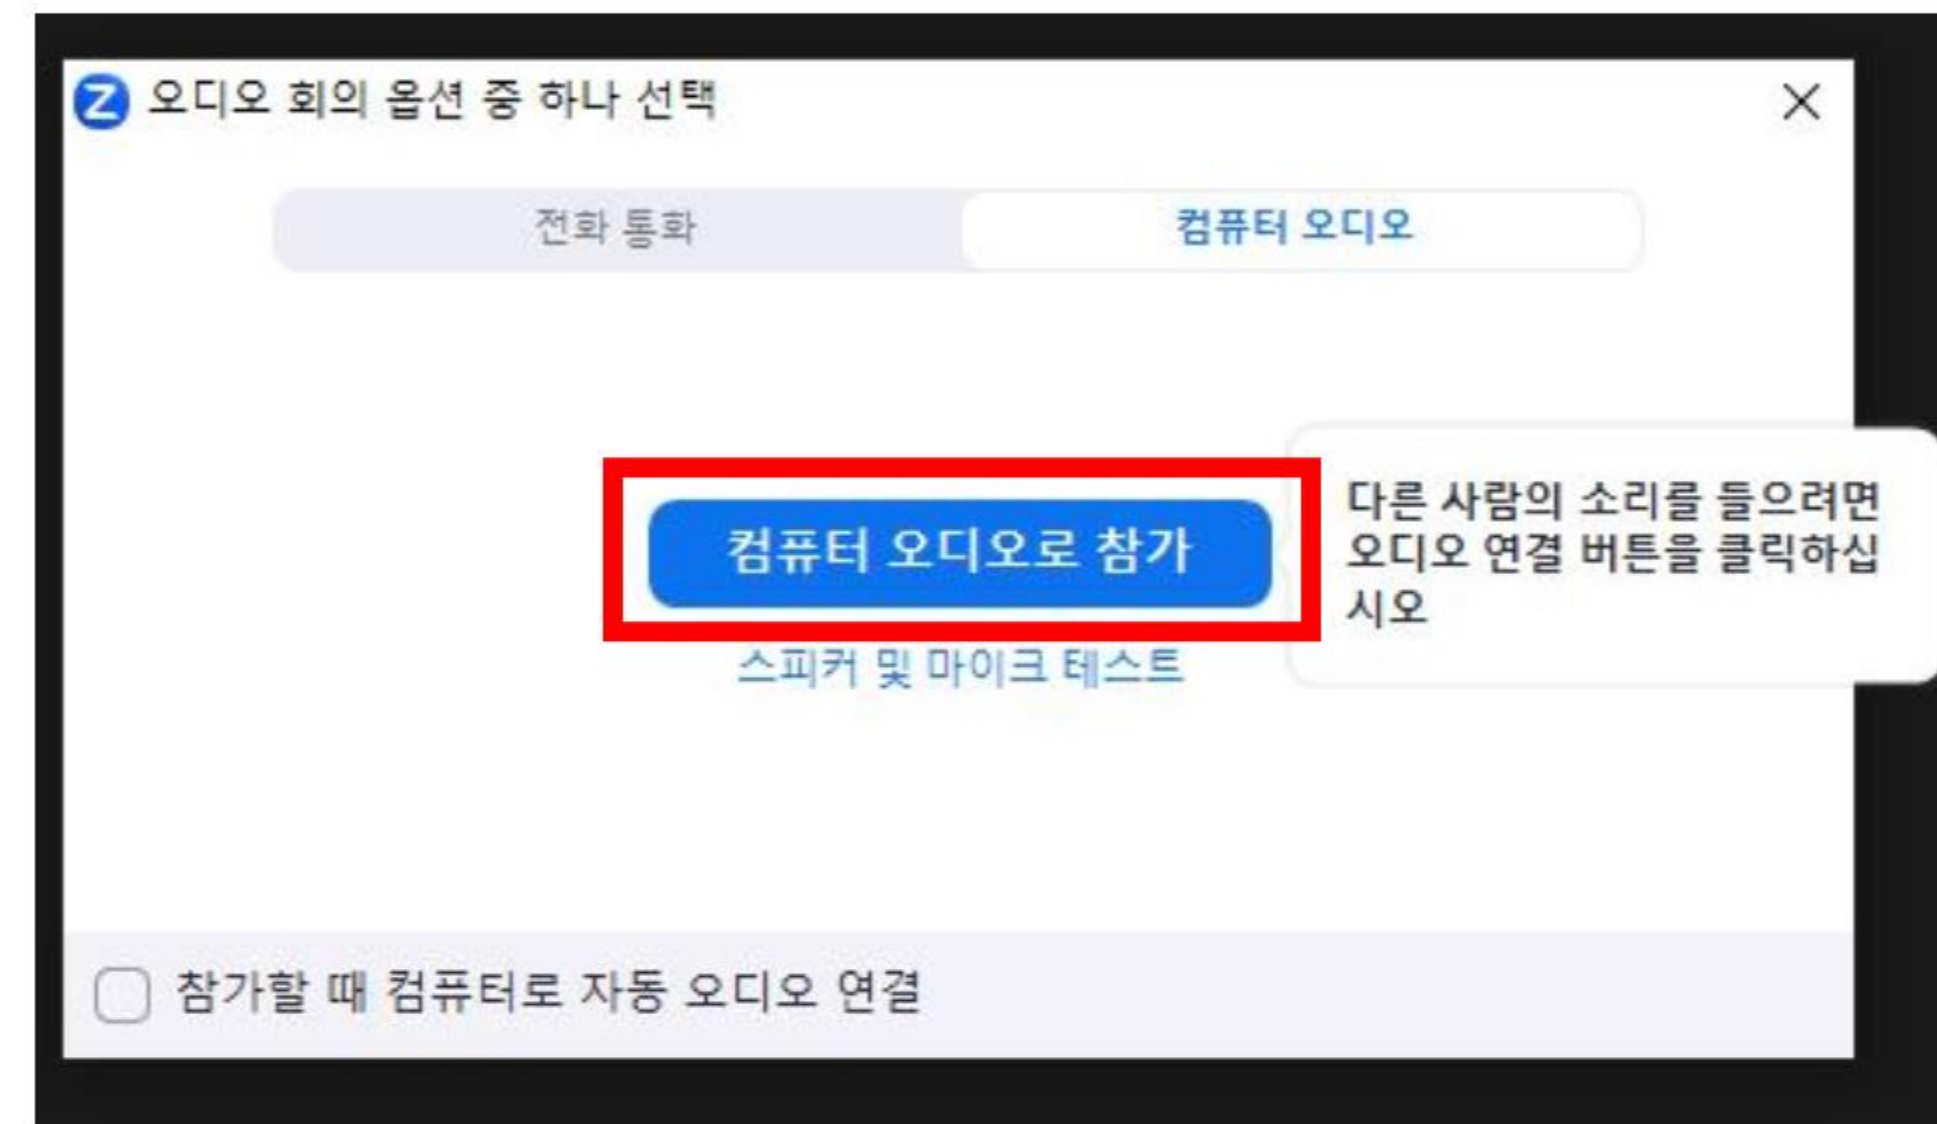 Z 오디오 회의 옵션 중 하나 선택
전화 통화
컴퓨터 오디오
컴퓨터 오디오로 참가
다른 사람의 소리를 들으려면
오디오 연결 버튼을 클릭하십
시오
스피커 및 마이크 테스트
참가할 때 컴퓨터로 자동 오디오 연결